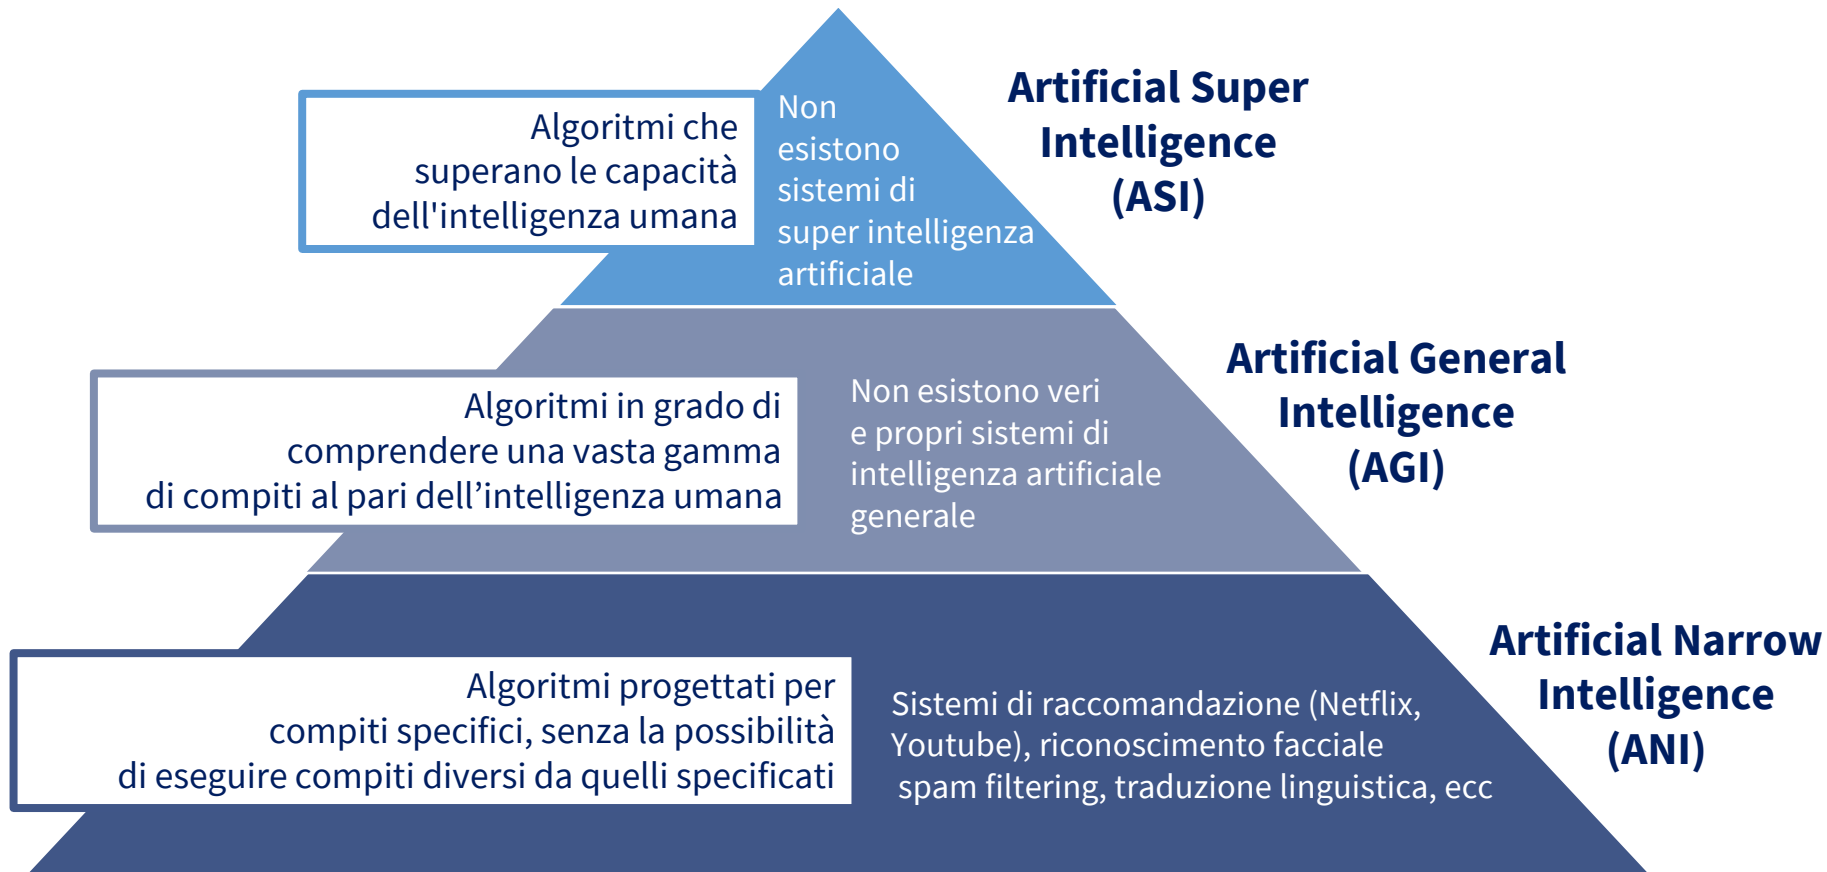 Algoritmi che
superano le capacità
dell'intelligenza umana
Non
esistono
sistemi di
super intelligenza
artificiale
Artificial Super
Intelligence
(ASI)
Algoritmi in grado di
comprendere una vasta gamma
di compiti al pari dell’intelligenza umana
Non esistono veri
e propri sistemi di
intelligenza artificiale
generale
Artificial General
Intelligence
(AGI)
Algoritmi progettati per
compiti specifici, senza la possibilità
di eseguire compiti diversi da quelli specificati
Sistemi di raccomandazione (Netflix,
Youtube), riconoscimento facciale
spam filtering, traduzione linguistica, ecc
Artificial Narrow
Intelligence
(ANI)